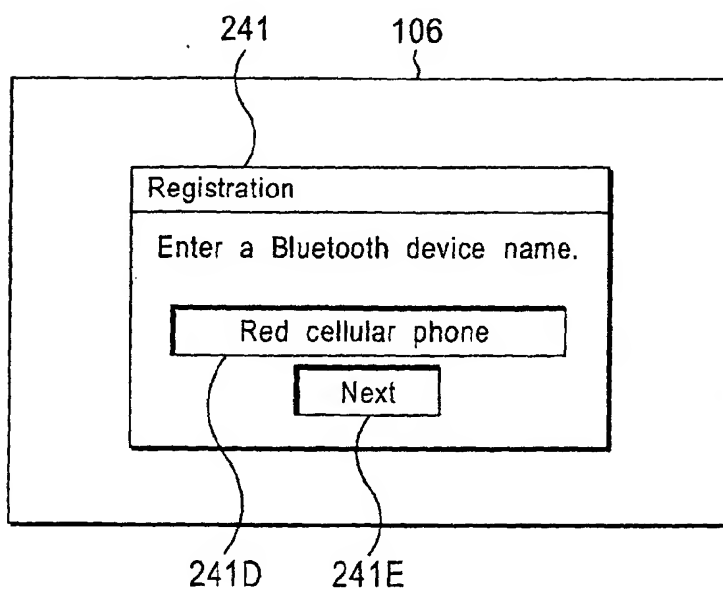 241 106
Registration
Enter a Bluetooth device name.
Red cellular phone
Next
241D 241E